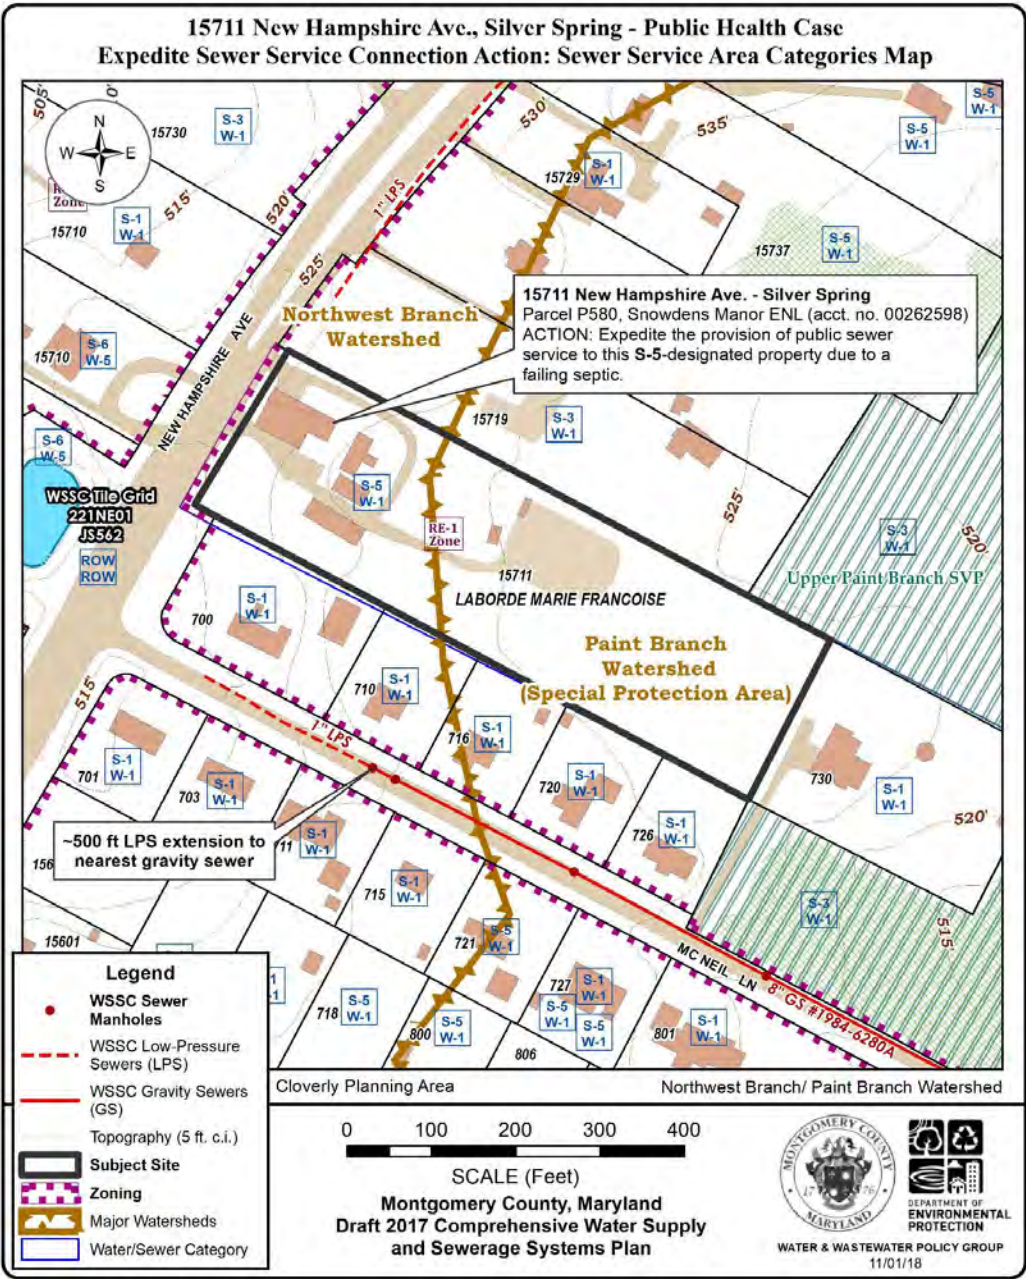 15711 New Hampshire Ave., Silver Spring - Public Health Case
Expedite Sewer Service Connection Action: Sewer Service Area Categories Map
N
W
E
S
505'
0'
15730
S-3
W-1
530'
535'
S-5
W-1
S-5
W-1
Zone
515'
520'
S-1
W-1
15710
1" LPS
15729
S-1
W-1
525'
15737
S-5
W-1
Northwest Branch
Watershed
15711 New Hampshire Ave. - Silver Spring
Parcel P580, Snowdens Manor ENL (acct. no. 00262598)
ACTION: Expedite the provision of public sewer
service to this S-5-designated property due to a
failing septic.
15710
S-6
W-5
NEW HAMPSHIRE AVE
15719
S-3
W-1
S-6
W-5
WSSC Tile Grid
221NE01
JS562
ROW
ROW
S-5
W-1
RE-1
Zone
525'
S-3
W-1
520'
Upper Paint Branch SVP
15711
LABORDE MARIE FRANCOISE
S-1
W-1
700
Paint Branch
Watershed
(Special Protection Area)
515'
710
S-1
W-1
716
S-1
W-1
1" LPS
701
S-1
W-1
703
S-1
W-1
720
S-1
W-1
730
S-1
W-1
520'
726
S-1
W-1
~500 ft LPS extension to
nearest gravity sewer
11
S-1
W-1
156
715
S-1
W-1
S-3
W-1
515'
15601
721
S-5
W-1
MC NEIL LN
8" GS #1984-6280A
-1
718
S-5
W-1
800
S-5
W-1
727
S-1
W-1
S-5
W-1
S-5
W-1
801
S-1
W-1
806
Legend
WSSC Sewer
Manholes
WSSC Low-Pressure
Sewers (LPS)
WSSC Gravity Sewers
(GS)
Topography (5 ft. c.i.)
Subject Site
Zoning
Major Watersheds
Water/Sewer Category
Cloverly Planning Area
Northwest Branch/ Paint Branch Watershed
0 100 200 300 400
SCALE (Feet)
Montgomery County, Maryland
Draft 2017 Comprehensive Water Supply
and Sewerage Systems Plan
MONTGOMERY COUNTY
17 76
MARYLAND
DEPARTMENT OF
ENVIRONMENTAL
PROTECTION
WATER & WASTEWATER POLICY GROUP
11/01/18